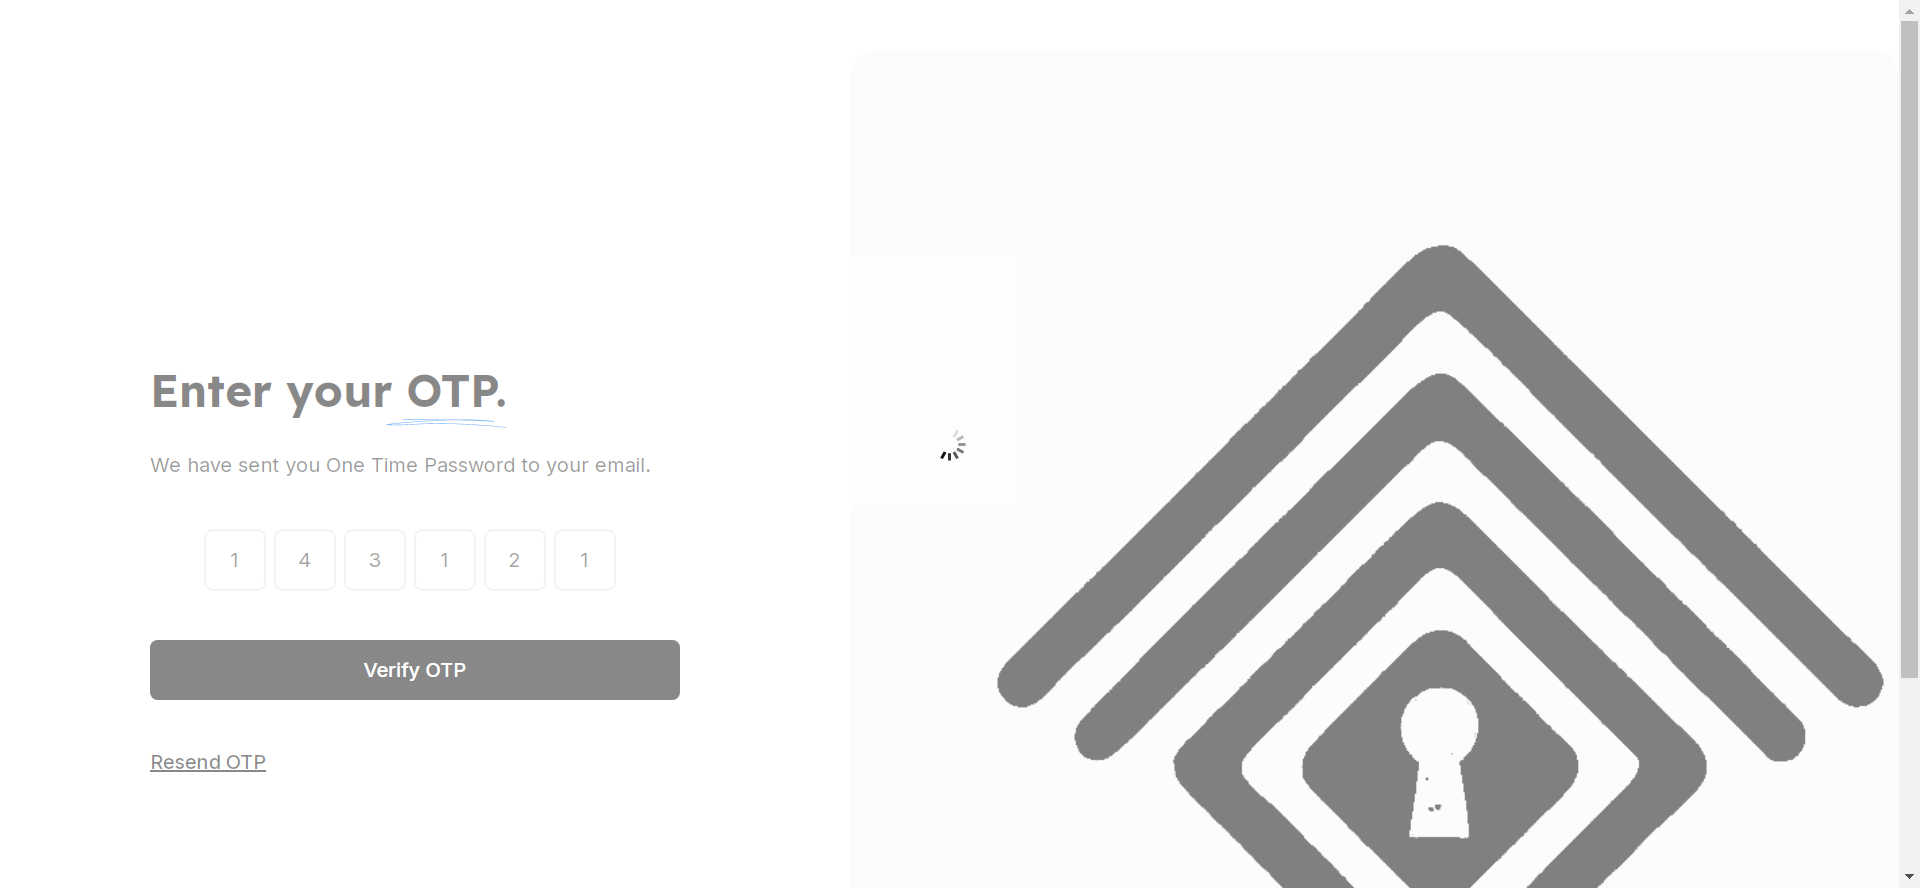 Enter your OTP.
We have sent you One Time Password to your email.
1 4 3 1 2 1
Verify OTP
Resend OTP